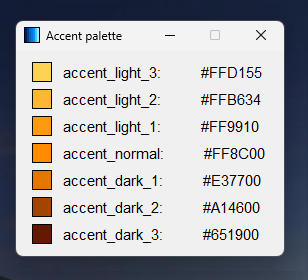 Accent palette
accent_light_3: #FFD155
accent_light_2: #FFB634
accent_light_1: #FF9910
accent_normal: #FF8C00
accent_dark_1: #E37700
accent_dark_2: #A14600
accent_dark_3: #651900